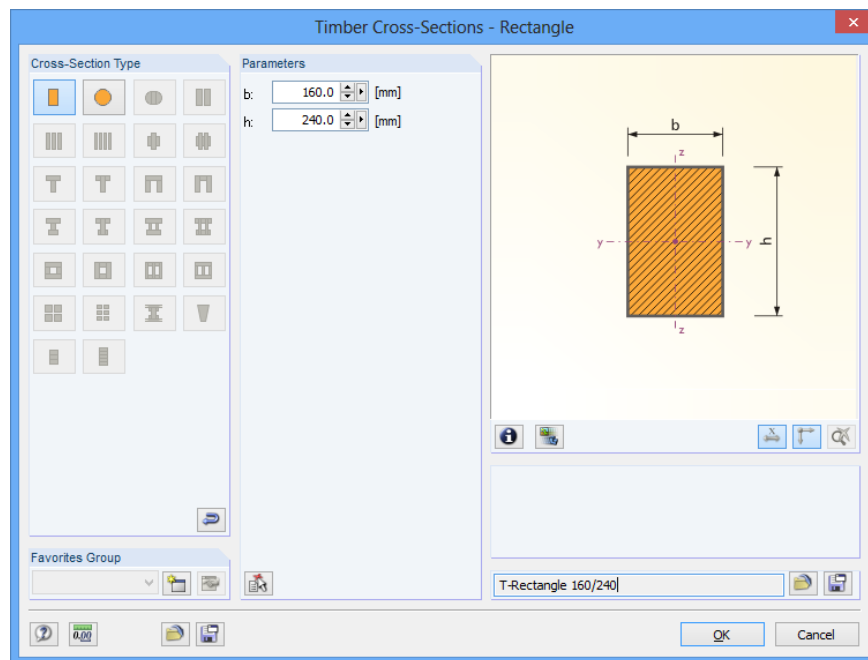 Timber Cross-Sections - Rectangle
×
Cross-Section Type
Parameters
b: 160.0 [mm]
h: 240.0 [mm]
b
z
y y
h
z
x
Favorites Group
T-Rectangle 160/240
0.00
OK
Cancel